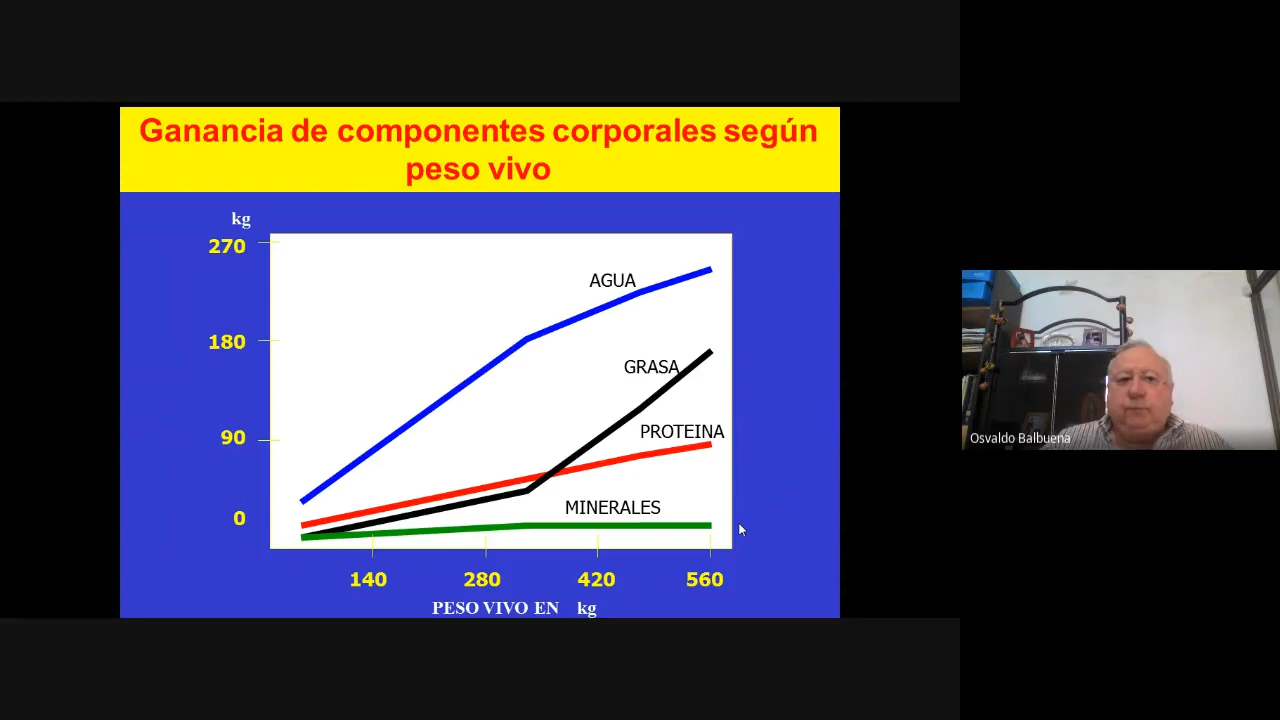 Ganancia de componentes corporales según
peso vivo
kg
270
180
90
0
AGUA
GRASA
PROTEINA
MINERALES
140 280 420 560
PESO VIVO EN kg
Osvaldo Balbuena